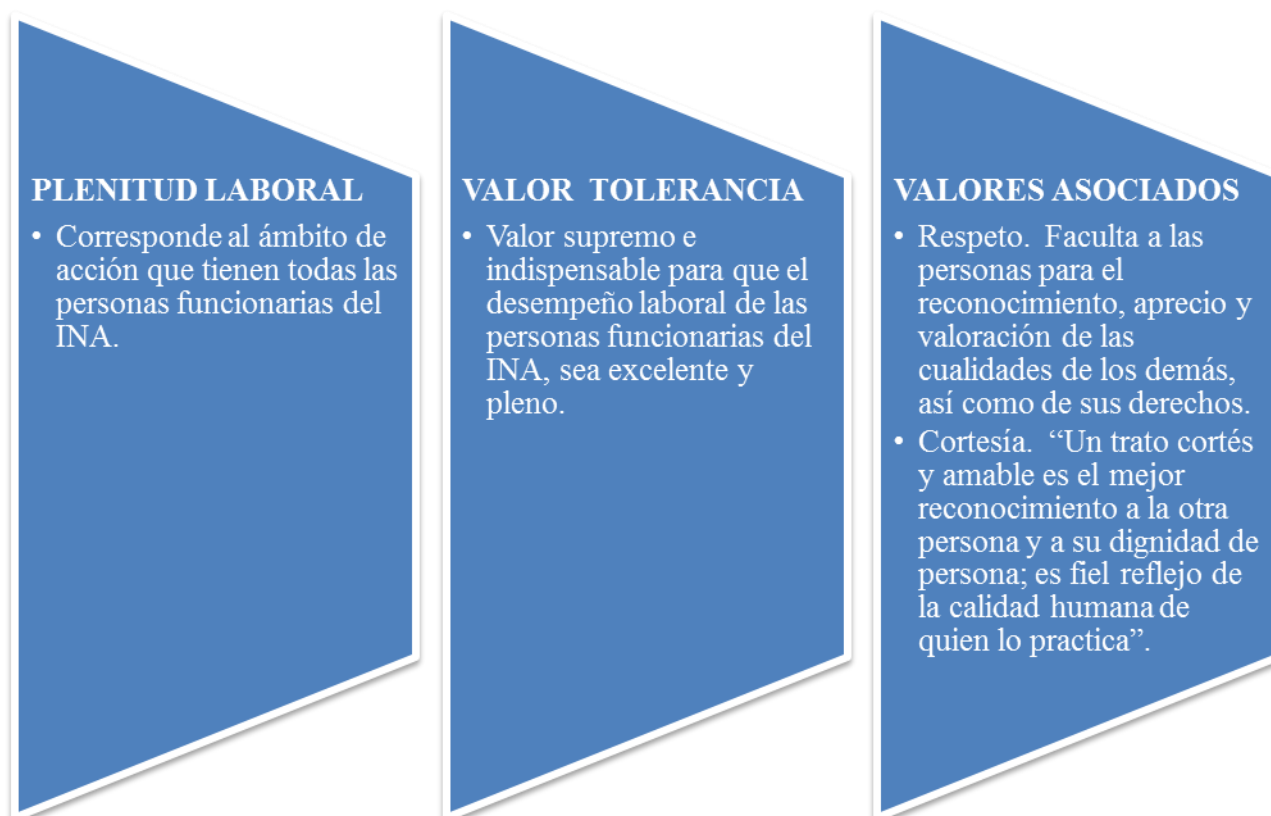 PLENITUD LABORAL
• Corresponde al ámbito de
acción que tienen todas las
personas funcionarias del
INA.
VALOR TOLERANCIA
• Valor supremo e
indispensable para que el
desempeño laboral de las
personas funcionarias del
INA, sea excelente y
pleno.
VALORES ASOCIADOS
• Respeto. Faculta a las
personas para el
reconocimiento, aprecio y
valoración de las
cualidades de los demás,
así como de sus derechos.
• Cortesía. “Un trato cortés
y amable es el mejor
reconocimiento a la otra
persona y a su dignidad de
persona; es fiel reflejo de
la calidad humana de
quien lo practica”.